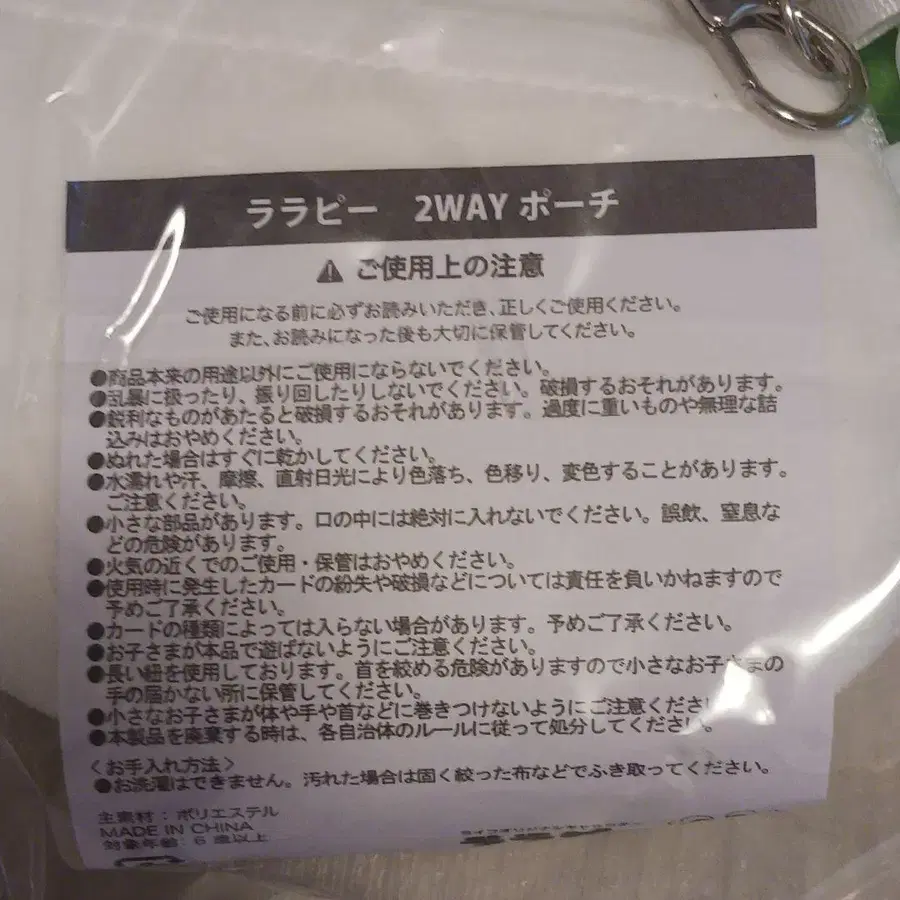 ララピー 2WAY ポーチ
⚠ ご使用上の注意
ご使用になる前に必ずお読みいただき、正しくご使用ください。
また、お読みになった後も大切に保管してください。
●商品本来の用途以外にご使用にならないでください。
●乱暴に扱ったり、振り回したりしないでください。破損するおそれがあります。
●鋭利なものがあたると破損するおそれがあります。過度に重いものや無理な詰
込みはおやめください。
●ぬれた場合はすぐに乾かしてください。
●水濡れや汗、摩擦、直射日光により色落ち、色移り、変色することがあります。
ご注意ください。
●小さな部品があります。口の中には絶対に入れないでください。誤飲、窒息な
どの危険があります。
●火気の近くでのご使用・保管はおやめください。
●使用時に発生したカードの紛失や破損などについては責任を負いかねますので
予めご了承ください。
●カードの種類によっては入らない場合があります。予めご了承ください。
●お子さまが本品で遊ばないようにご注意ください。
●長い紐を使用しております。首を絞める危険がありますので小さなお子さまの
手の届かない所に保管してください。
●小さなお子さまが体や手や首などに巻きつけないようにご注意ください
●本製品を廃棄する時は、各自治体のルールに従って処分してください。
〈お手入れ方法〉
●お洗濯はできません。汚れた場合は固く絞った布などでふき取ってください。
主素材：ポリエステル
MADE IN CHINA
対象年齢：6歳以上